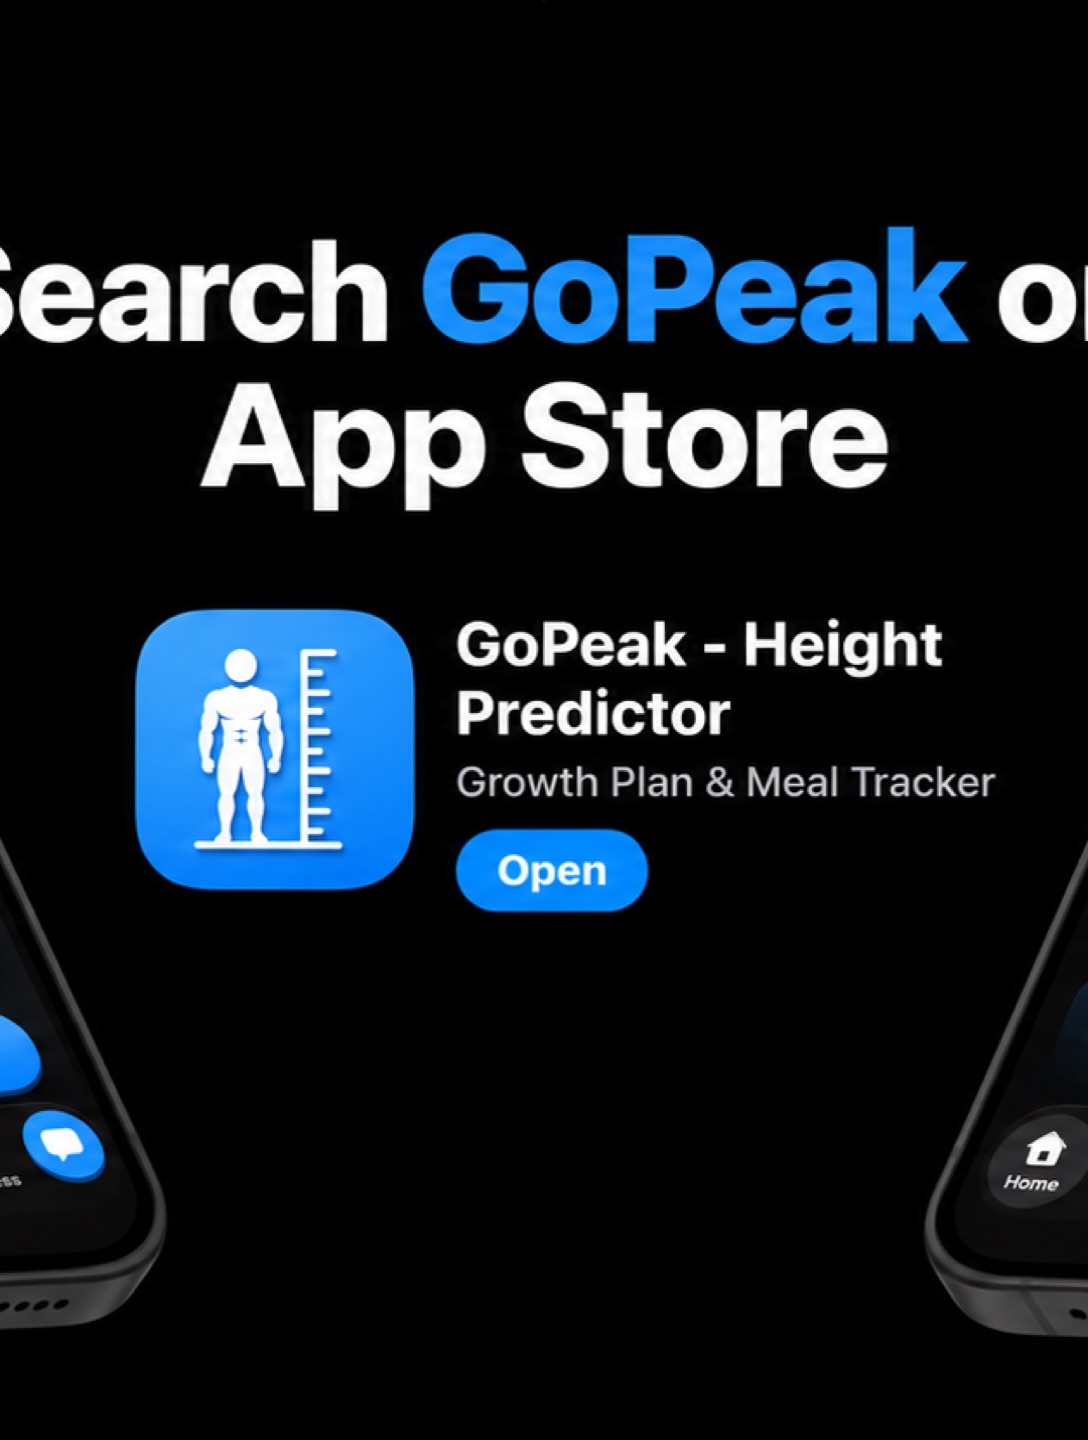 Search GoPeak on
App Store
GoPeak - Height
Predictor
Growth Plan & Meal Tracker
Open
Home